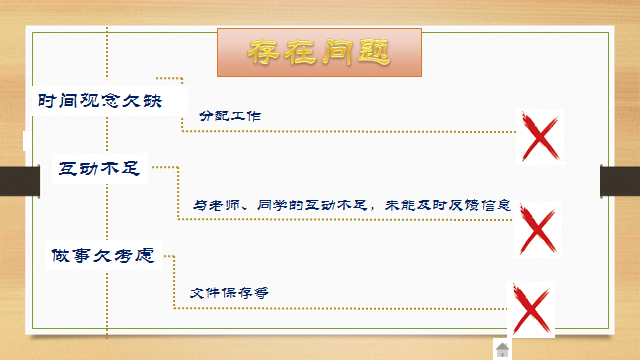 存在问题
时间观念欠缺
分配工作
互动不足
与老师、同学的互动不足，未能及时反馈信息
做事欠考虑
文件保存等